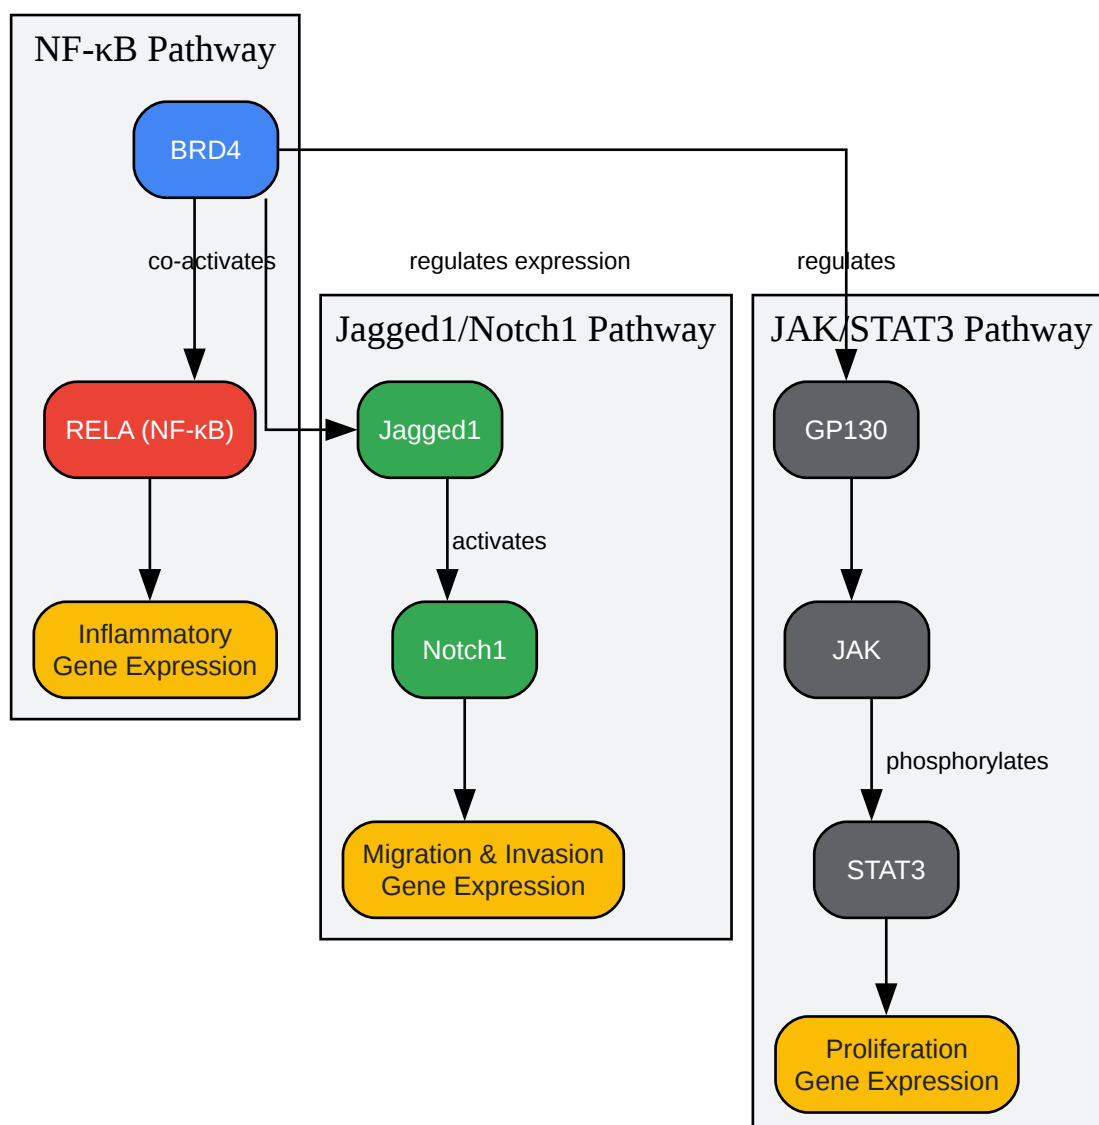 NF-κB Pathway
BRD4
co-activates
regulates expression
regulates
Jagged1/Notch1 Pathway
JAK/STAT3 Pathway
RELA (NF-κB)
Jagged1
GP130
activates
Inflammatory
Gene Expression
Notch1
JAK
phosphorylates
Migration & Invasion
Gene Expression
STAT3
Proliferation
Gene Expression